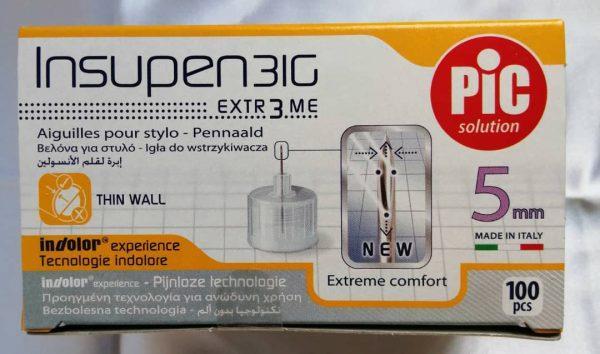 Insupen 31G
EXTR3ME
PiC
solution
Aiguilles pour stylo - Pennaald
Βελόνα για στυλό - Igła do wstrzykiwacza
إبرة لقلم الأنسولين
THIN WALL
5mm
MADE IN ITALY
NEW
indolor® experience
Tecnologie indolore
Extreme comfort
indolor® experience - Pijnloze technologie
Προηγμένη τεχνολογία για ανώδυνη χρήση
Bezbolesna technologia - تكنولوجيا بدون ألم
100
pcs